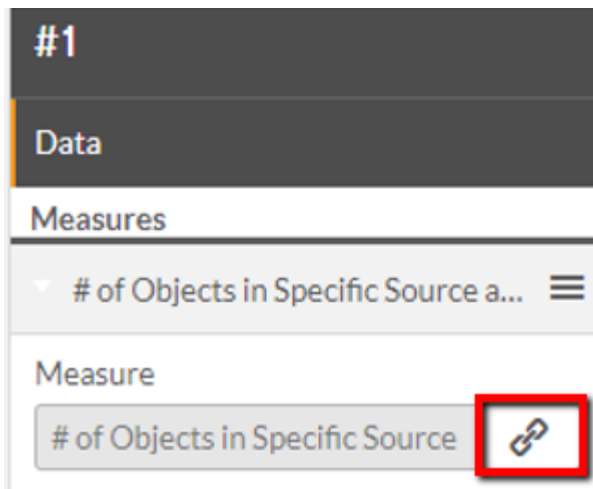 #1
Data
Measures
# of Objects in Specific Source a...
Measure
# of Objects in Specific Source